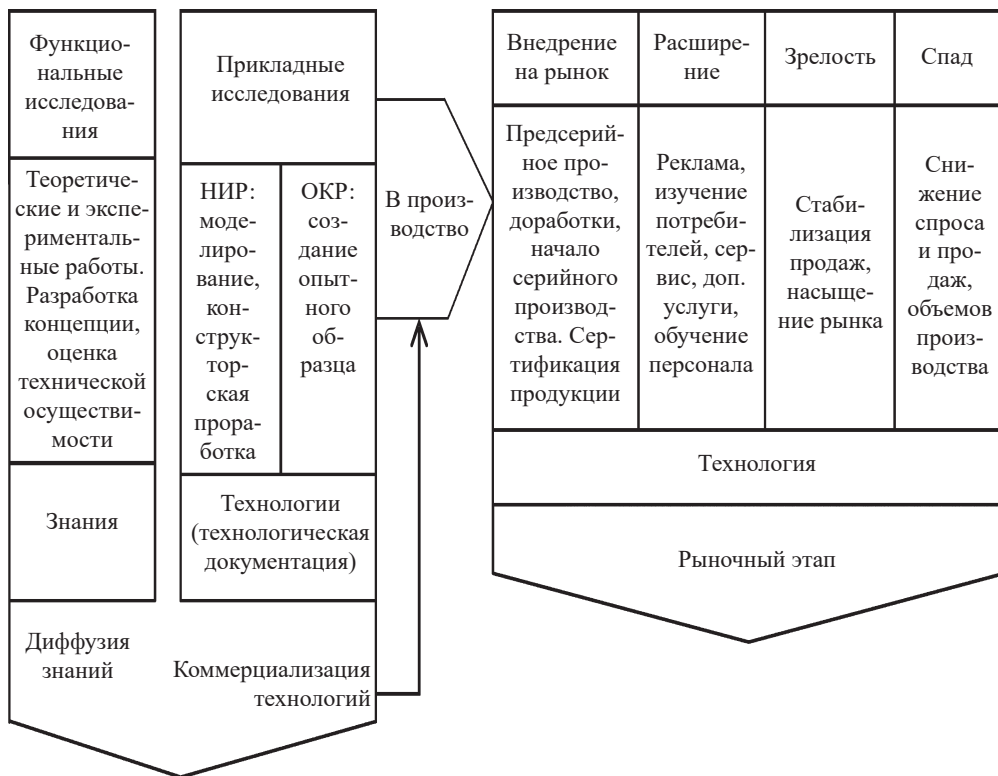 Функцио-
нальные
исследова-
ния
Теоретиче-
ские и экспе-
рименталь-
ные работы.
Разработка
концепции,
оценка
технической
осуществи-
мости
Знания
Диффузия
знаний
Прикладные
исследования
НИР:
моде-
лиро-
вание,
кон-
струк-
тор-
ская
прора-
ботка
ОКР:
соз-
дание
опыт-
ного
об-
разца
Технологии
(технологическая
документация)
Коммерциализация
технологий
В произ-
водство
Внедрение
на рынок
Предсерий-
ное про-
изводство,
доработки,
начало
серийного
производ-
ства. Сер-
тификация
продукции
Расшире-
ние
Реклама,
изучение
потреби-
телей, сер-
вис, доп.
услуги,
обучение
персонала
Зрелость
Стаби-
лизация
продаж,
насыще-
ние рынка
Спад
Сни-
жение
спроса
и про-
даж,
объемов
произ-
водства
Технология
Рыночный этап